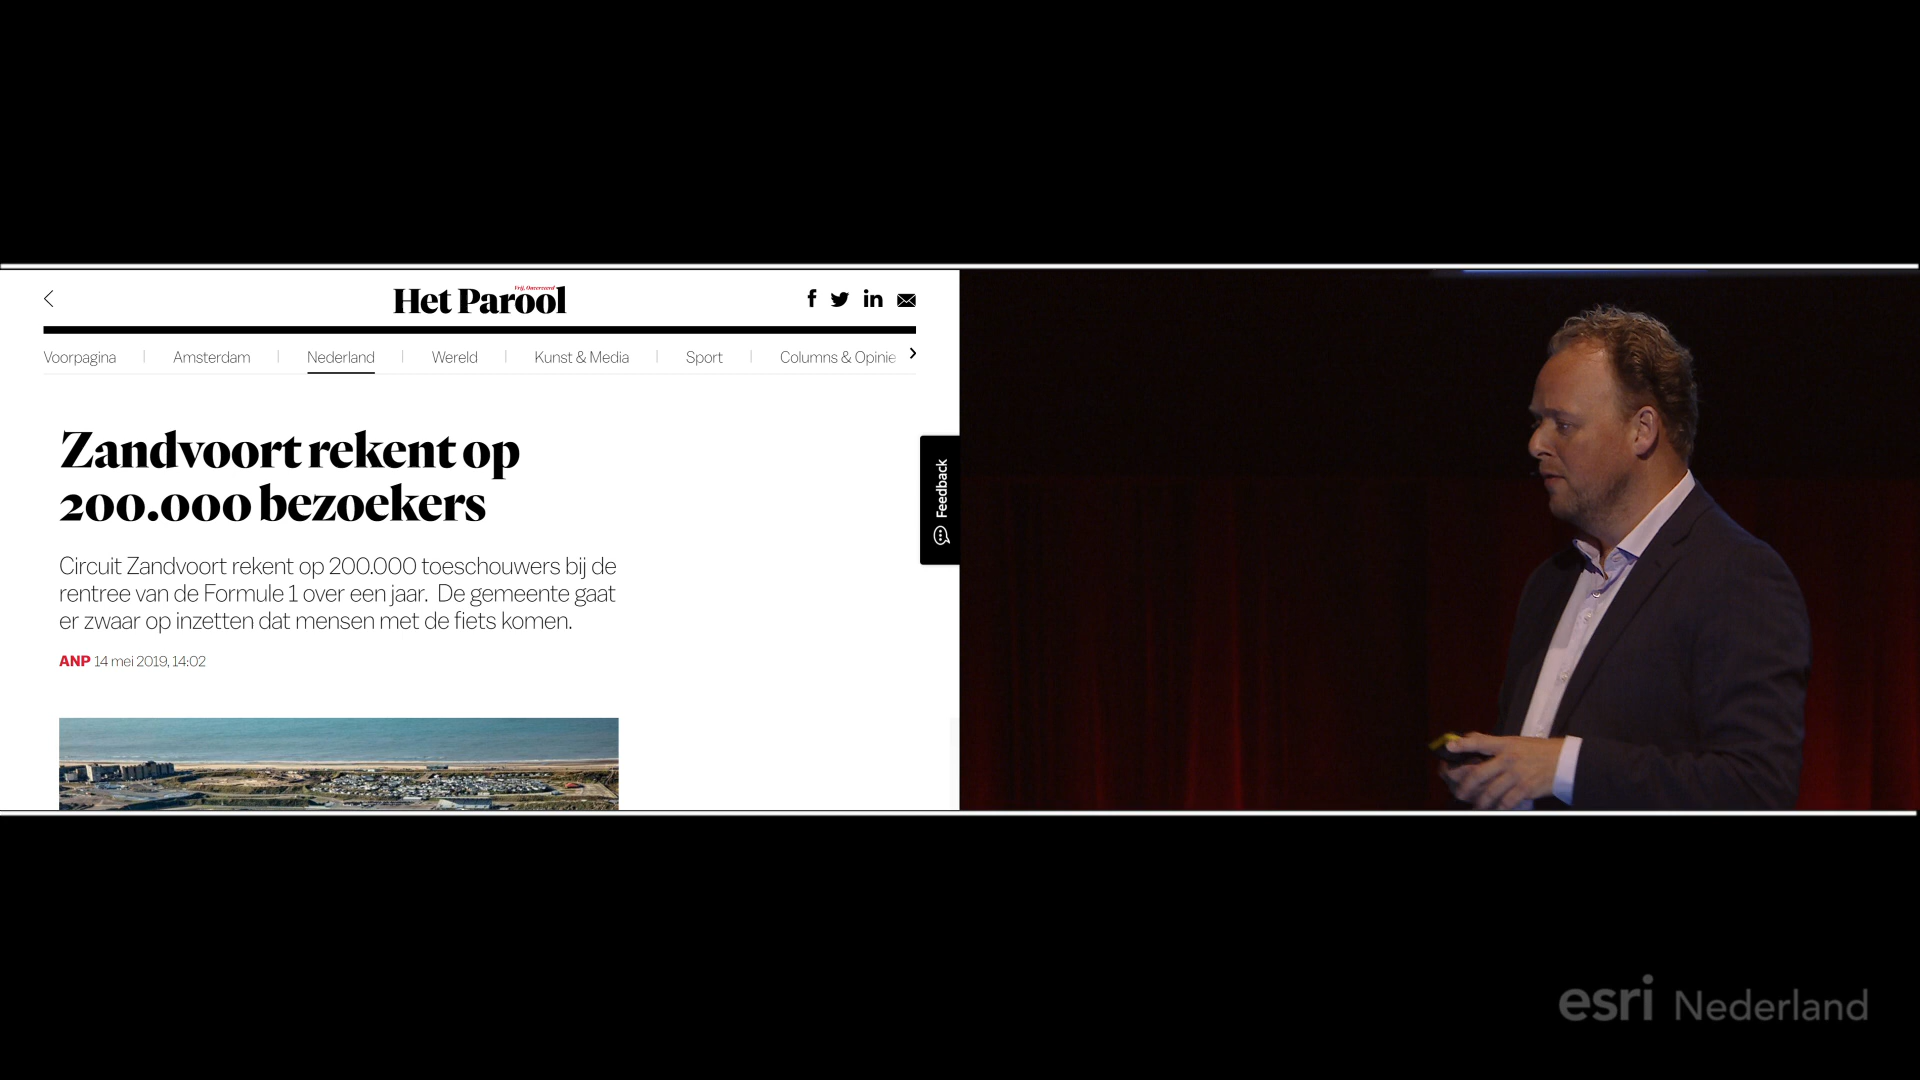 Het Parool
Vrij, Onverveerd
Voorpagina
Amsterdam
Nederland
Wereld
Kunst & Media
Sport
Columns & Opinie
Zandvoort rekent op
200.000 bezoekers
Circuit Zandvoort rekent op 200.000 toeschouwers bij de
rentree van de Formule 1 over een jaar. De gemeente gaat
er zwaar op inzetten dat mensen met de fiets komen.
ANP 14 mei 2019, 14:02
Feedback
esri Nederland